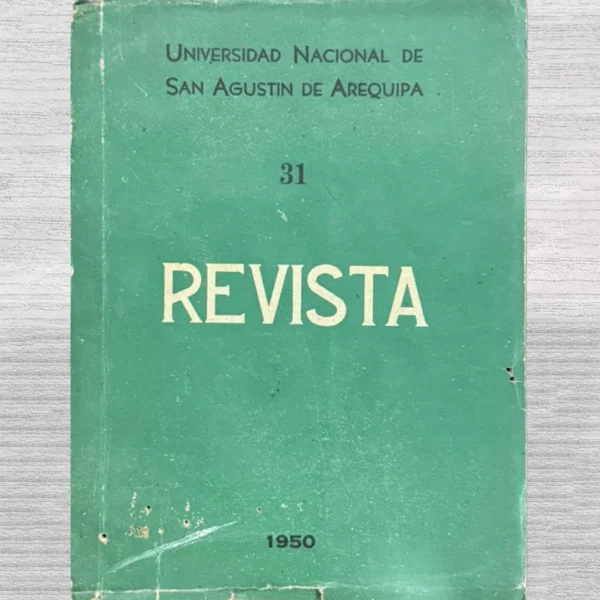 UNIVERSIDAD NACIONAL DE
SAN AGUSTIN DE AREQUIPA
31
REVISTA
1950